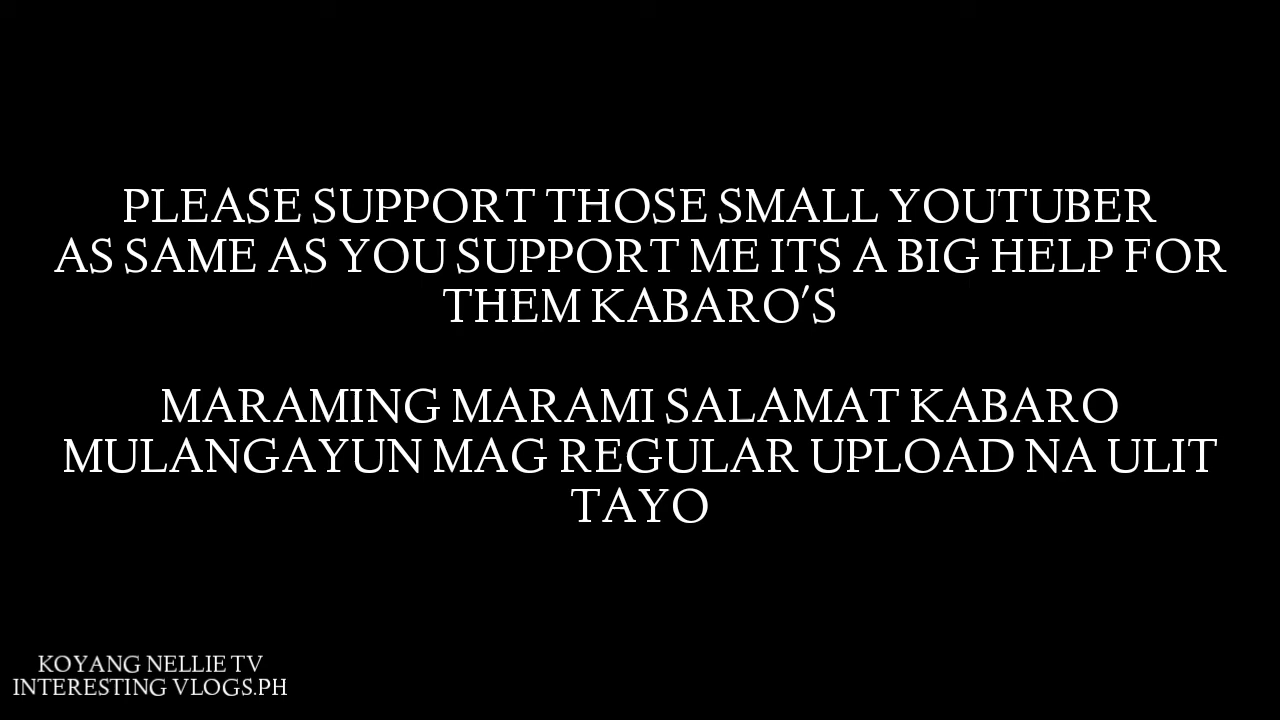 PLEASE SUPPORT THOSE SMALL YOUTUBER
AS SAME AS YOU SUPPORT ME ITS A BIG HELP FOR
THEM KABARO'S
MARAMING MARAMI SALAMAT KABARO
MULANGAYUN MAG REGULAR UPLOAD NA ULIT
TAYO
KOYANG NELLIE TV
INTERESTING VLOGS.PH